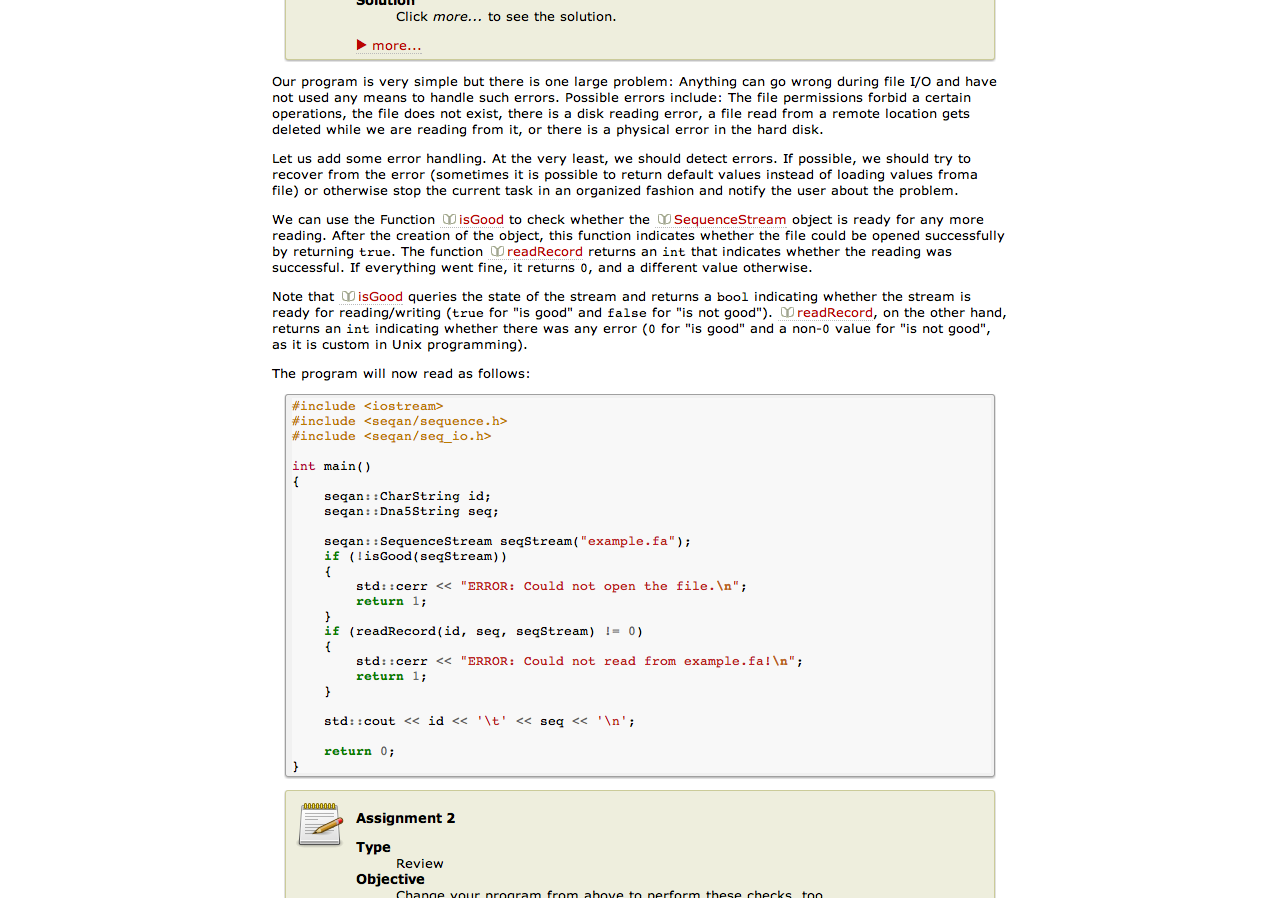 Solution
Click more... to see the solution.
▶ more...
Our program is very simple but there is one large problem: Anything can go wrong during file I/O and have
not used any means to handle such errors. Possible errors include: The file permissions forbid a certain
operations, the file does not exist, there is a disk reading error, a file read from a remote location gets
deleted while we are reading from it, or there is a physical error in the hard disk.
Let us add some error handling. At the very least, we should detect errors. If possible, we should try to
recover from the error (sometimes it is possible to return default values instead of loading values froma
file) or otherwise stop the current task in an organized fashion and notify the user about the problem.
We can use the Function isGood to check whether the SequenceStream object is ready for any more
reading. After the creation of the object, this function indicates whether the file could be opened successfully
by returning true. The function readRecord returns an int that indicates whether the reading was
successful. If everything went fine, it returns 0, and a different value otherwise.
Note that isGood queries the state of the stream and returns a bool indicating whether the stream is
ready for reading/writing (true for "is good" and false for "is not good"). readRecord, on the other hand,
returns an int indicating whether there was any error (0 for "is good" and a non-0 value for "is not good",
as it is custom in Unix programming).
The program will now read as follows:
#include <iostream>
#include <seqan/sequence.h>
#include <seqan/seq_io.h>
int main()
{
    seqan::CharString id;
    seqan::Dna5String seq;
    seqan::SequenceStream seqStream("example.fa");
    if (!isGood(seqStream))
    {
        std::cerr << "ERROR: Could not open the file.\n";
        return 1;
    }
    if (readRecord(id, seq, seqStream) != 0)
    {
        std::cerr << "ERROR: Could not read from example.fa!\n";
        return 1;
    }
    std::cout << id << '\t' << seq << '\n';
    return 0;
}
Assignment 2
Type
Review
Objective
Change your program from above to perform these checks, too.